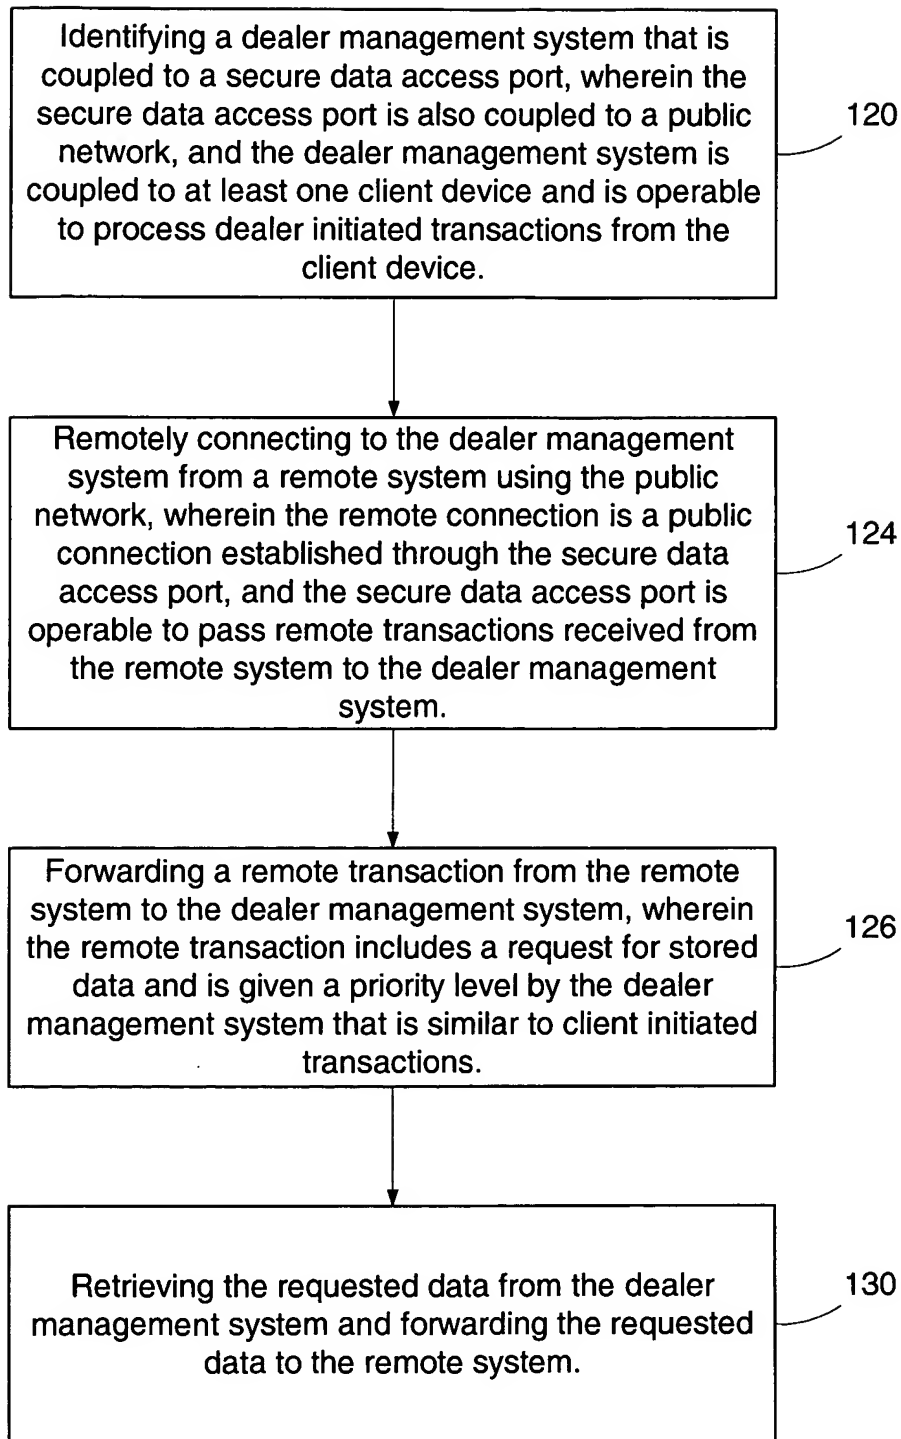 Identifying a dealer management system that is
coupled to a secure data access port, wherein the
secure data access port is also coupled to a public
network, and the dealer management system is
coupled to at least one client device and is operable
to process dealer initiated transactions from the
client device.
120
Remotely connecting to the dealer management
system from a remote system using the public
network, wherein the remote connection is a public
connection established through the secure data
access port, and the secure data access port is
operable to pass remote transactions received from
the remote system to the dealer management
system.
124
Forwarding a remote transaction from the remote
system to the dealer management system, wherein
the remote transaction includes a request for stored
data and is given a priority level by the dealer
management system that is similar to client initiated
transactions.
126
Retrieving the requested data from the dealer
management system and forwarding the requested
data to the remote system.
130